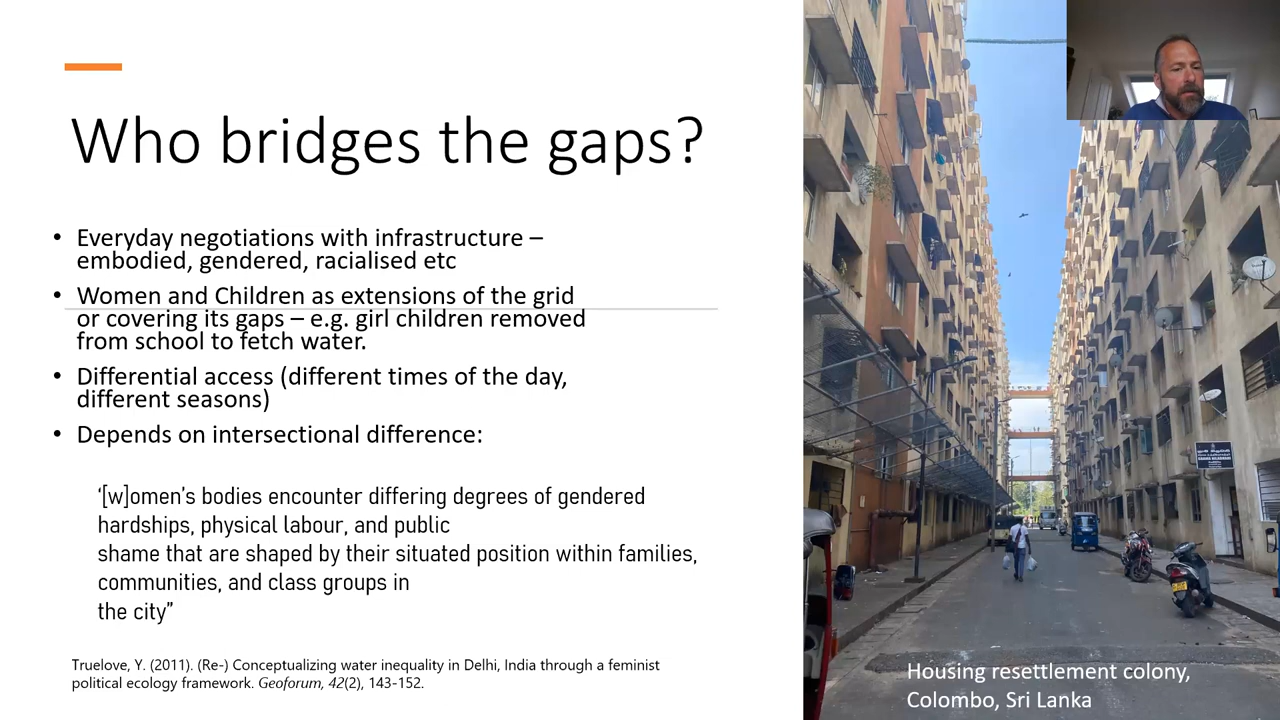 Who bridges the gaps?
• Everyday negotiations with infrastructure –
embodied, gendered, racialised etc
• Women and Children as extensions of the grid
or covering its gaps – e.g. girl children removed
from school to fetch water.
• Differential access (different times of the day,
different seasons)
• Depends on intersectional difference:
‘[w]omen’s bodies encounter differing degrees of gendered
hardships, physical labour, and public
shame that are shaped by their situated position within families,
communities, and class groups in
the city”
Truelove, Y. (2011). (Re-) Conceptualizing water inequality in Delhi, India through a feminist
political ecology framework. Geoforum, 42(2), 143-152.
Housing resettlement colony,
Colombo, Sri Lanka